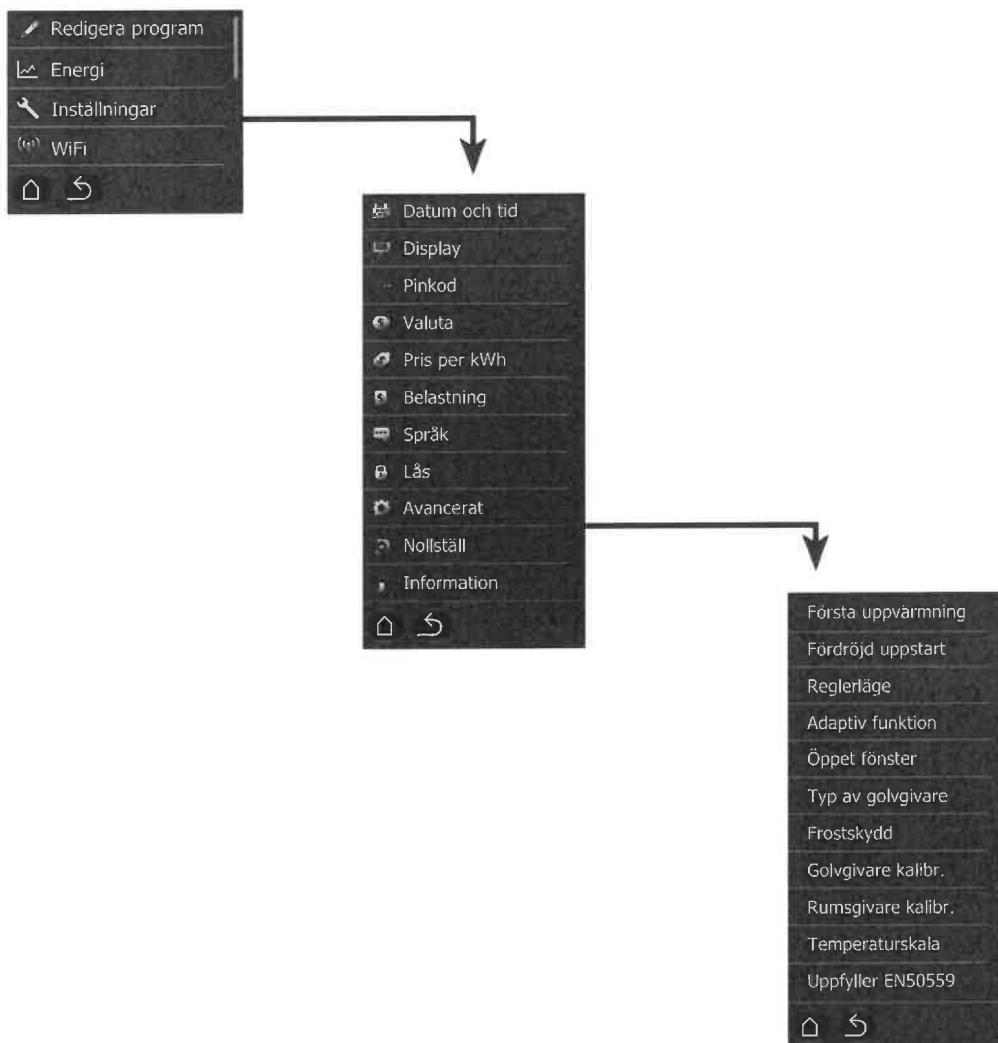 Redigera program
Energi
Inställningar
WiFi
Datum och tid
Display
Pinkod
Valuta
Pris per kWh
Belastning
Språk
Lås
Avancerat
Nollställ
Information
Första uppvärmning
Fördröjd uppstart
Reglerläge
Adaptiv funktion
Öppet fönster
Typ av golvgivare
Frostskydd
Golvgivare kalibr.
Rumsgivare kalibr.
Temperaturskala
Uppfyller EN50559